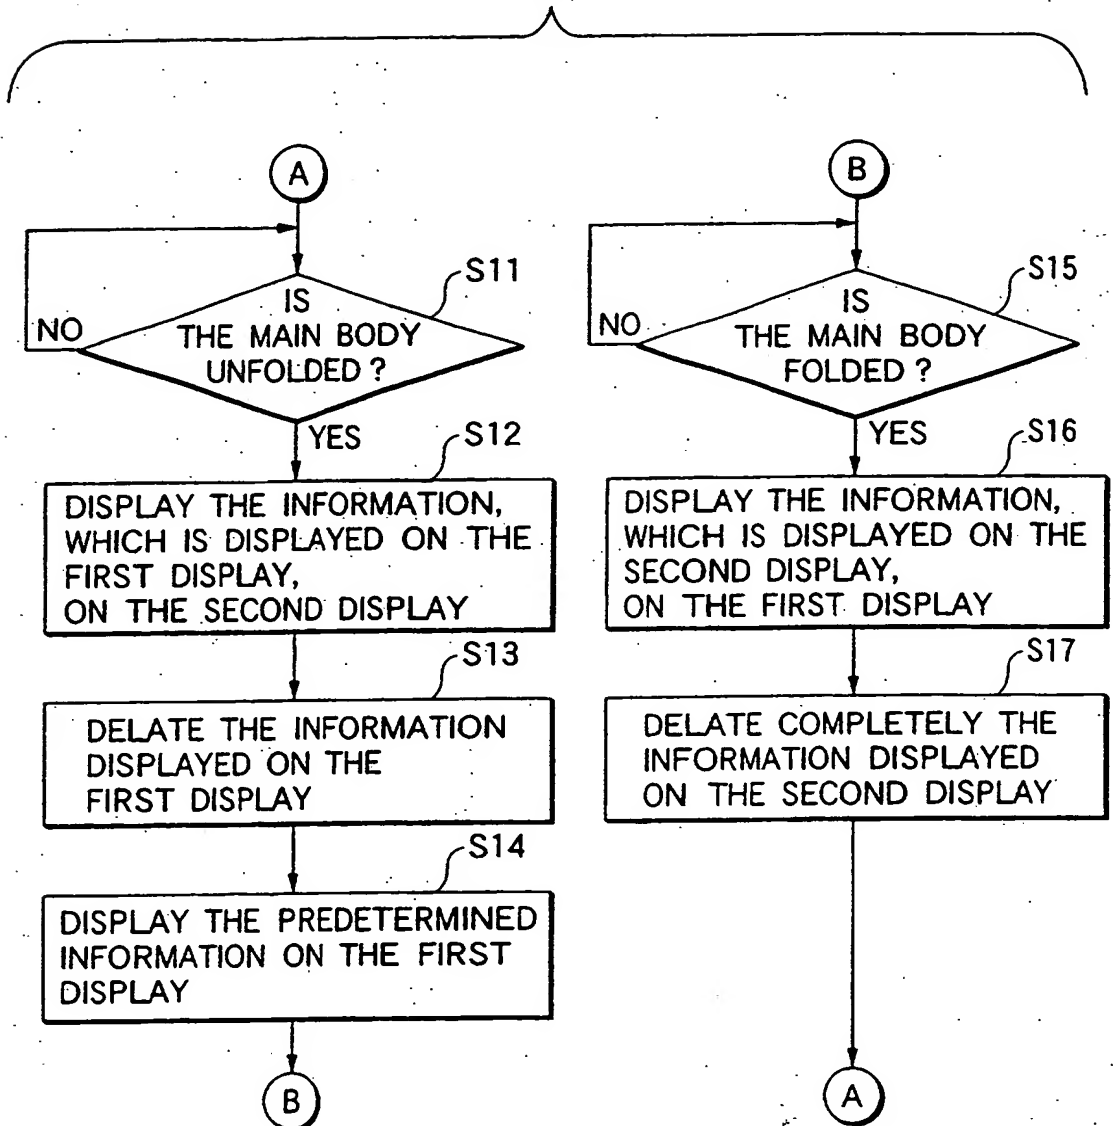 A
S11
IS
THE MAIN BODY
UNFOLDED ?
NO
YES
S12
DISPLAY THE INFORMATION,
WHICH IS DISPLAYED ON THE
FIRST DISPLAY,
ON THE SECOND DISPLAY
S13
DELATE THE INFORMATION
DISPLAYED ON THE
FIRST DISPLAY
S14
DISPLAY THE PREDETERMINED
INFORMATION ON THE FIRST
DISPLAY
B
B
S15
IS
THE MAIN BODY
FOLDED ?
NO
YES
S16
DISPLAY THE INFORMATION,
WHICH IS DISPLAYED ON THE
SECOND DISPLAY,
ON THE FIRST DISPLAY
S17
DELATE COMPLETELY THE
INFORMATION DISPLAYED
ON THE SECOND DISPLAY
A